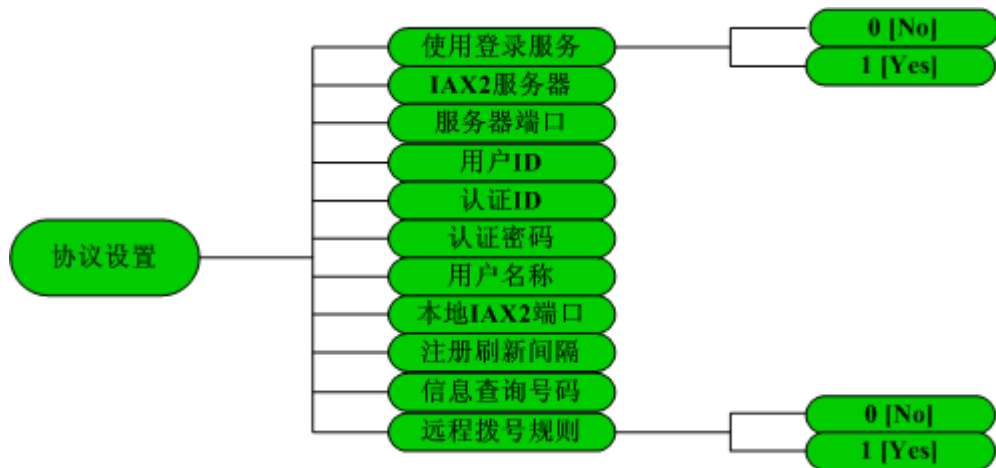 协议设置
使用登录服务
0 [No]
1 [Yes]
IAX2服务器
服务器端口
用户ID
认证ID
认证密码
用户名称
本地IAX2端口
注册刷新间隔
信息查询号码
远程拨号规则
0 [No]
1 [Yes]